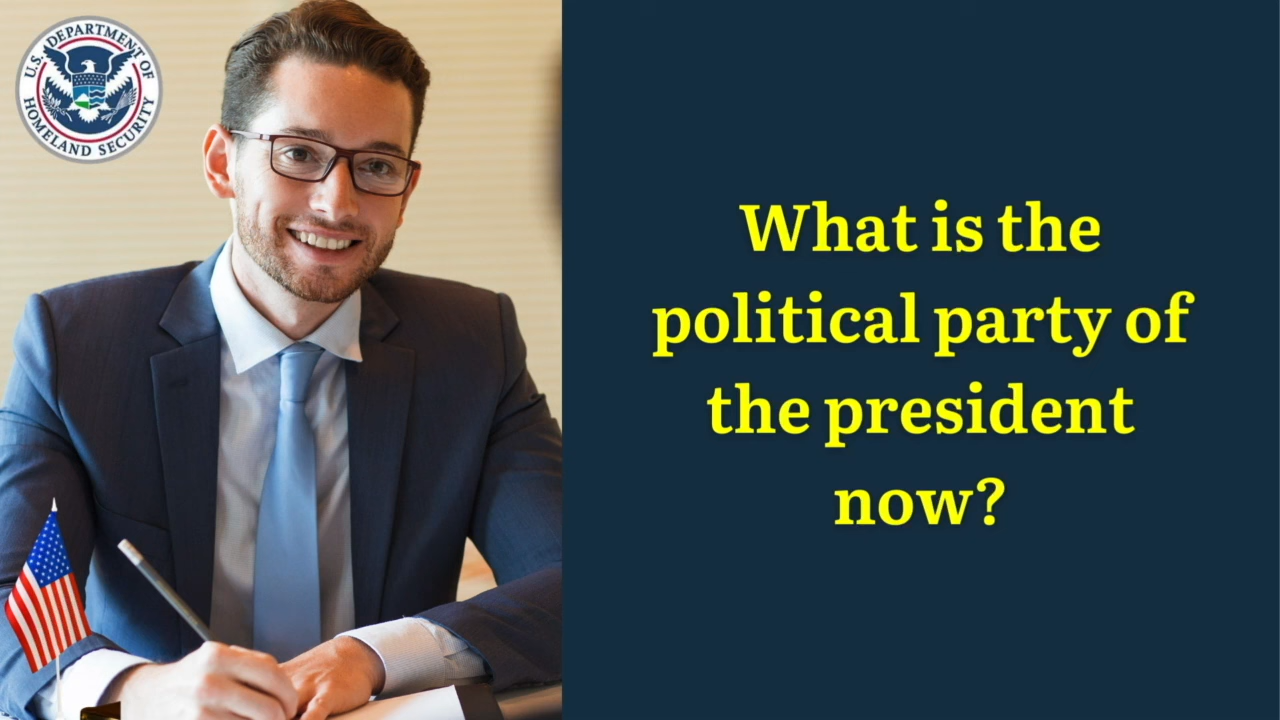 U.S. DEPARTMENT OF
HOMELAND SECURITY
What is the
political party of
the president
now?